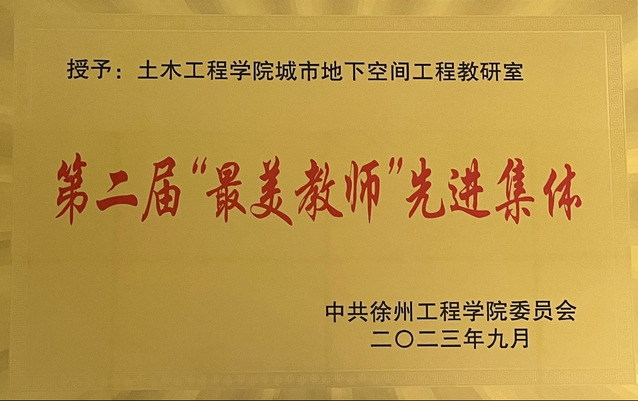 授予：土木工程学院城市地下空间工程教研室
第二届“最美教师”先进集体
中共徐州工程学院委员会
二〇二三年九月